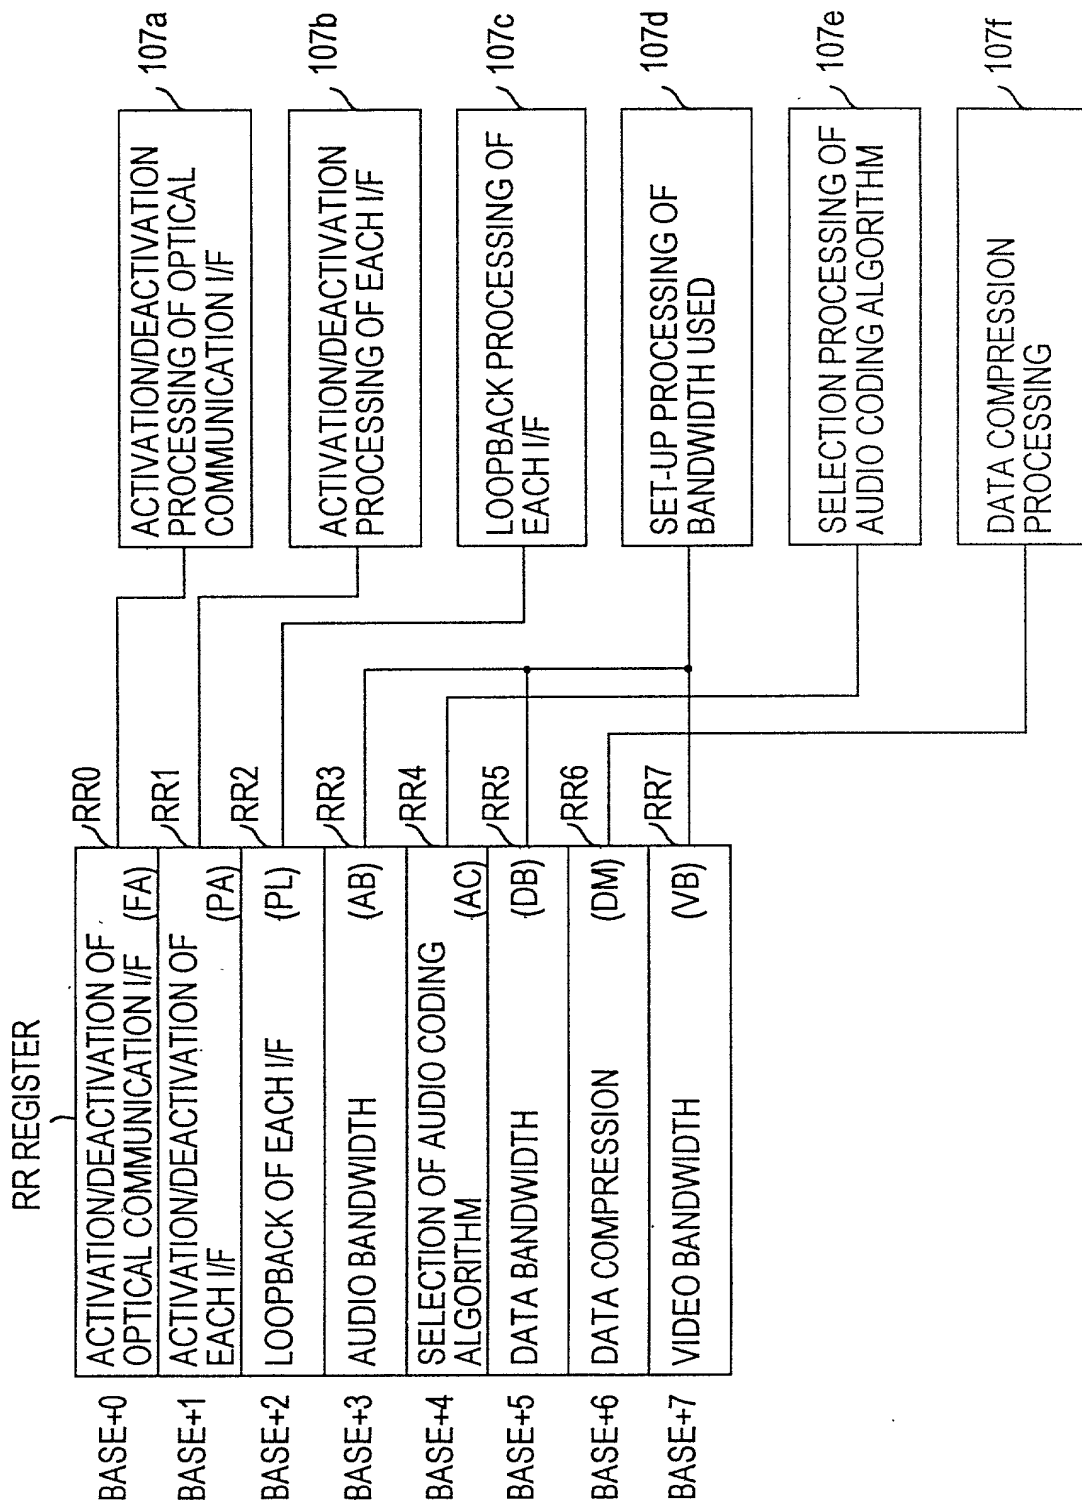 RR REGISTER
BASE+0
ACTIVATION/DEACTIVATION OF
OPTICAL COMMUNICATION I/F (FA)
RR0
BASE+1
ACTIVATION/DEACTIVATION OF
EACH I/F (PA)
RR1
BASE+2
LOOPBACK OF EACH I/F (PL)
RR2
BASE+3
AUDIO BANDWIDTH (AB)
RR3
BASE+4
SELECTION OF AUDIO CODING
ALGORITHM (AC)
RR4
BASE+5
DATA BANDWIDTH (DB)
RR5
BASE+6
DATA COMPRESSION (DM)
RR6
BASE+7
VIDEO BANDWIDTH (VB)
RR7
ACTIVATION/DEACTIVATION
PROCESSING OF OPTICAL
COMMUNICATION I/F
107a
ACTIVATION/DEACTIVATION
PROCESSING OF EACH I/F
107b
LOOPBACK PROCESSING OF
EACH I/F
107c
SET-UP PROCESSING OF
BANDWIDTH USED
107d
SELECTION PROCESSING OF
AUDIO CODING ALGORITHM
107e
DATA COMPRESSION
PROCESSING
107f